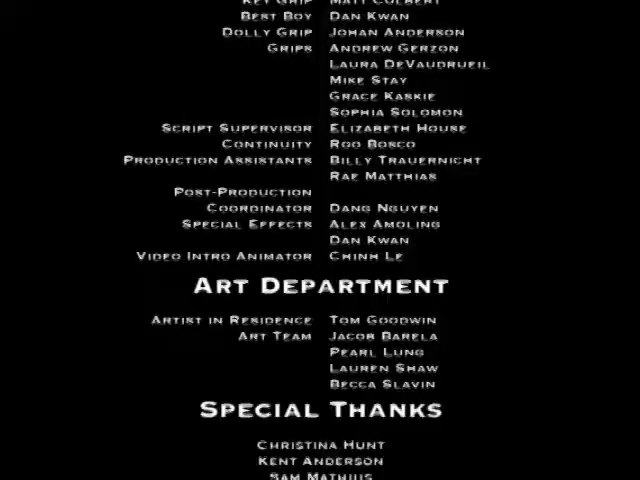 Key Grip Matt Colbert
Best Boy Dan Kwan
Dolly Grip Johan Anderson
Grips Andrew Gerzon
Laura DeVaudrueil
Mike Stay
Grace Kaskie
Sophia Solomon
Script Supervisor Elizabeth House
Continuity Roo Bosco
Production Assistants Billy Trauernicht
Rae Matthias
Post-Production
Coordinator Dang Nguyen
Special Effects Alex Amoling
Dan Kwan
Video Intro Animator Chinh Le
Art Department
Artist in Residence Tom Goodwin
Art Team Jacob Barela
Pearl Lung
Lauren Shaw
Becca Slavin
Special Thanks
Christina Hunt
Kent Anderson
Sam Mathius